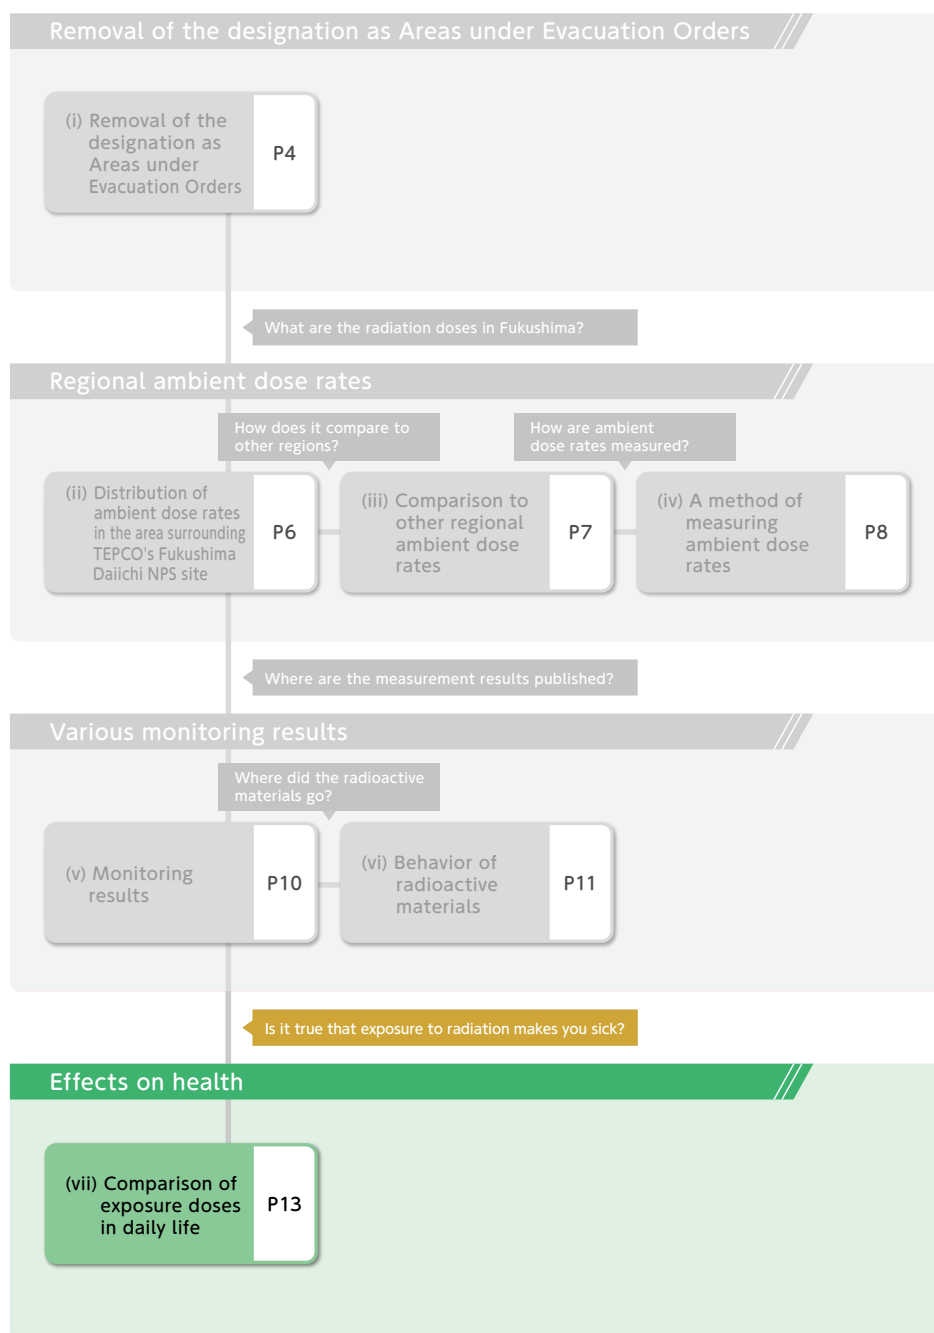 Removal of the designation as Areas under Evacuation Orders
(i) Removal of the
designation as
Areas under
Evacuation Orders
P4
What are the radiation doses in Fukushima?
Regional ambient dose rates
How does it compare to
other regions?
How are ambient
dose rates measured?
(ii) Distribution of
ambient dose rates
in the area surrounding
TEPCO's Fukushima
Daiichi NPS site
P6
(iii) Comparison to
other regional
ambient dose
rates
P7
(iv) A method of
measuring
ambient dose
rates
P8
Where are the measurement results published?
Various monitoring results
Where did the radioactive
materials go?
(v) Monitoring
results
P10
(vi) Behavior of
radioactive
materials
P11
Is it true that exposure to radiation makes you sick?
Effects on health
(vii) Comparison of
exposure doses
in daily life
P13